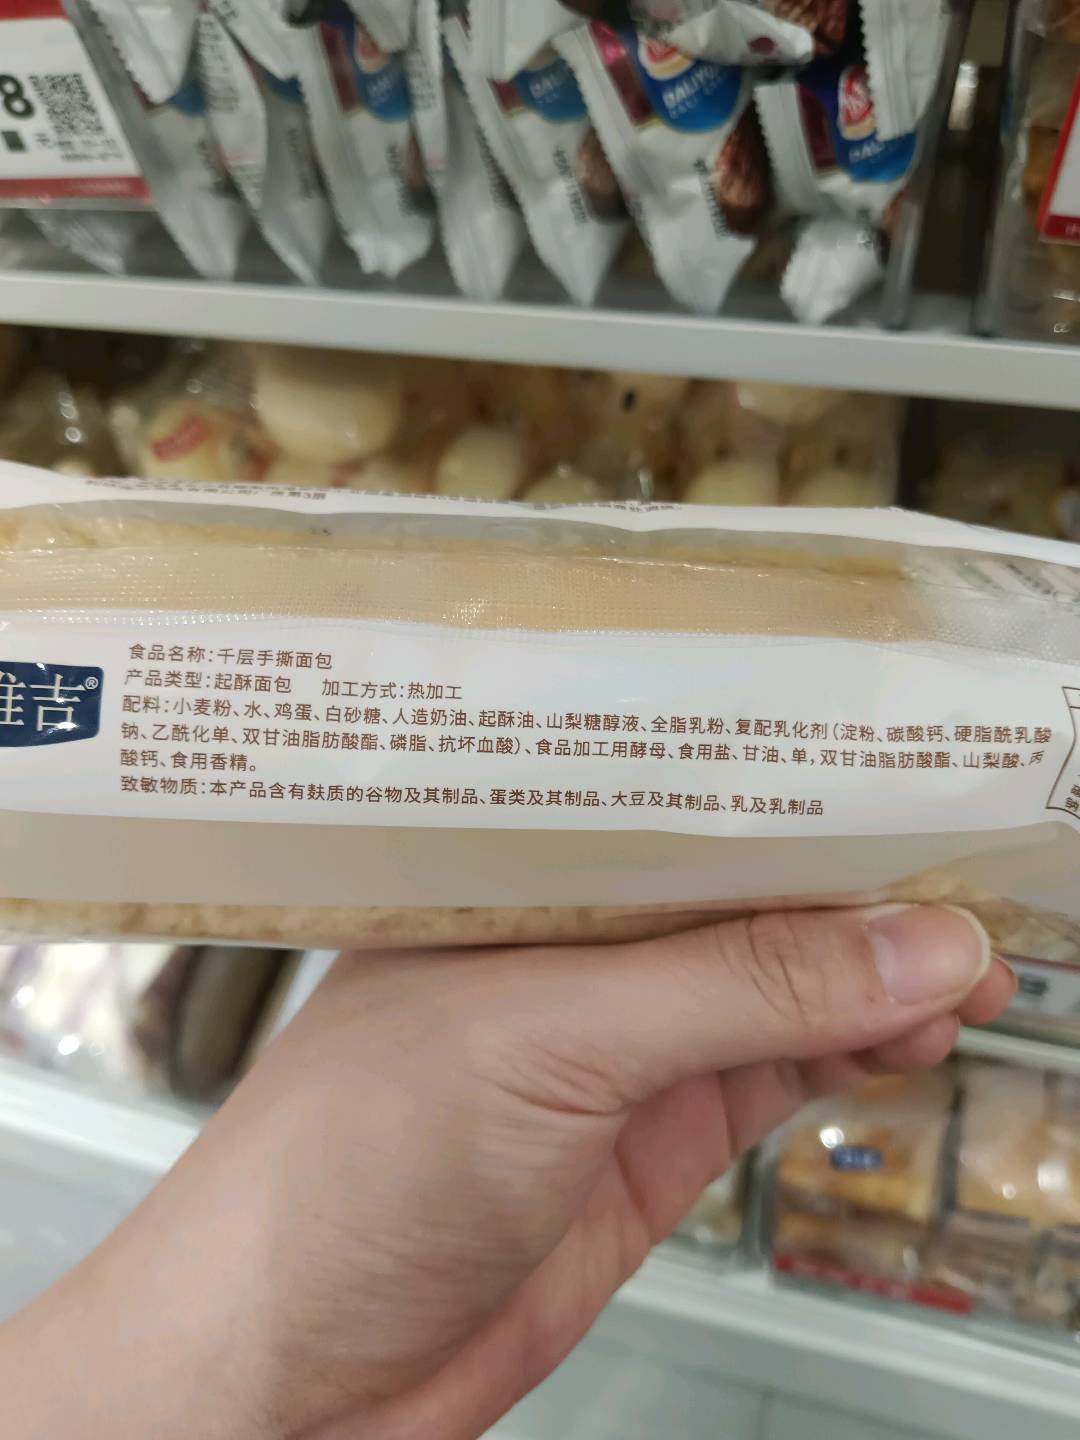 8
DALIYUAN
食品名称:千层手撕面包
产品类型:起酥面包 加工方式:热加工
吉®
配料:小麦粉、水、鸡蛋、白砂糖、人造奶油、起酥油、山梨糖醇液、全脂乳粉、复配乳化剂(淀粉、碳酸钙、硬脂酰乳酸
钠、乙酰化单、双甘油脂肪酸酯、磷脂、抗坏血酸)、食品加工用酵母、食用盐、甘油、单,双甘油脂肪酸酯、山梨酸、丙
酸钙、食用香精。
致敏物质:本产品含有麸质的谷物及其制品、蛋类及其制品、大豆及其制品、乳及乳制品